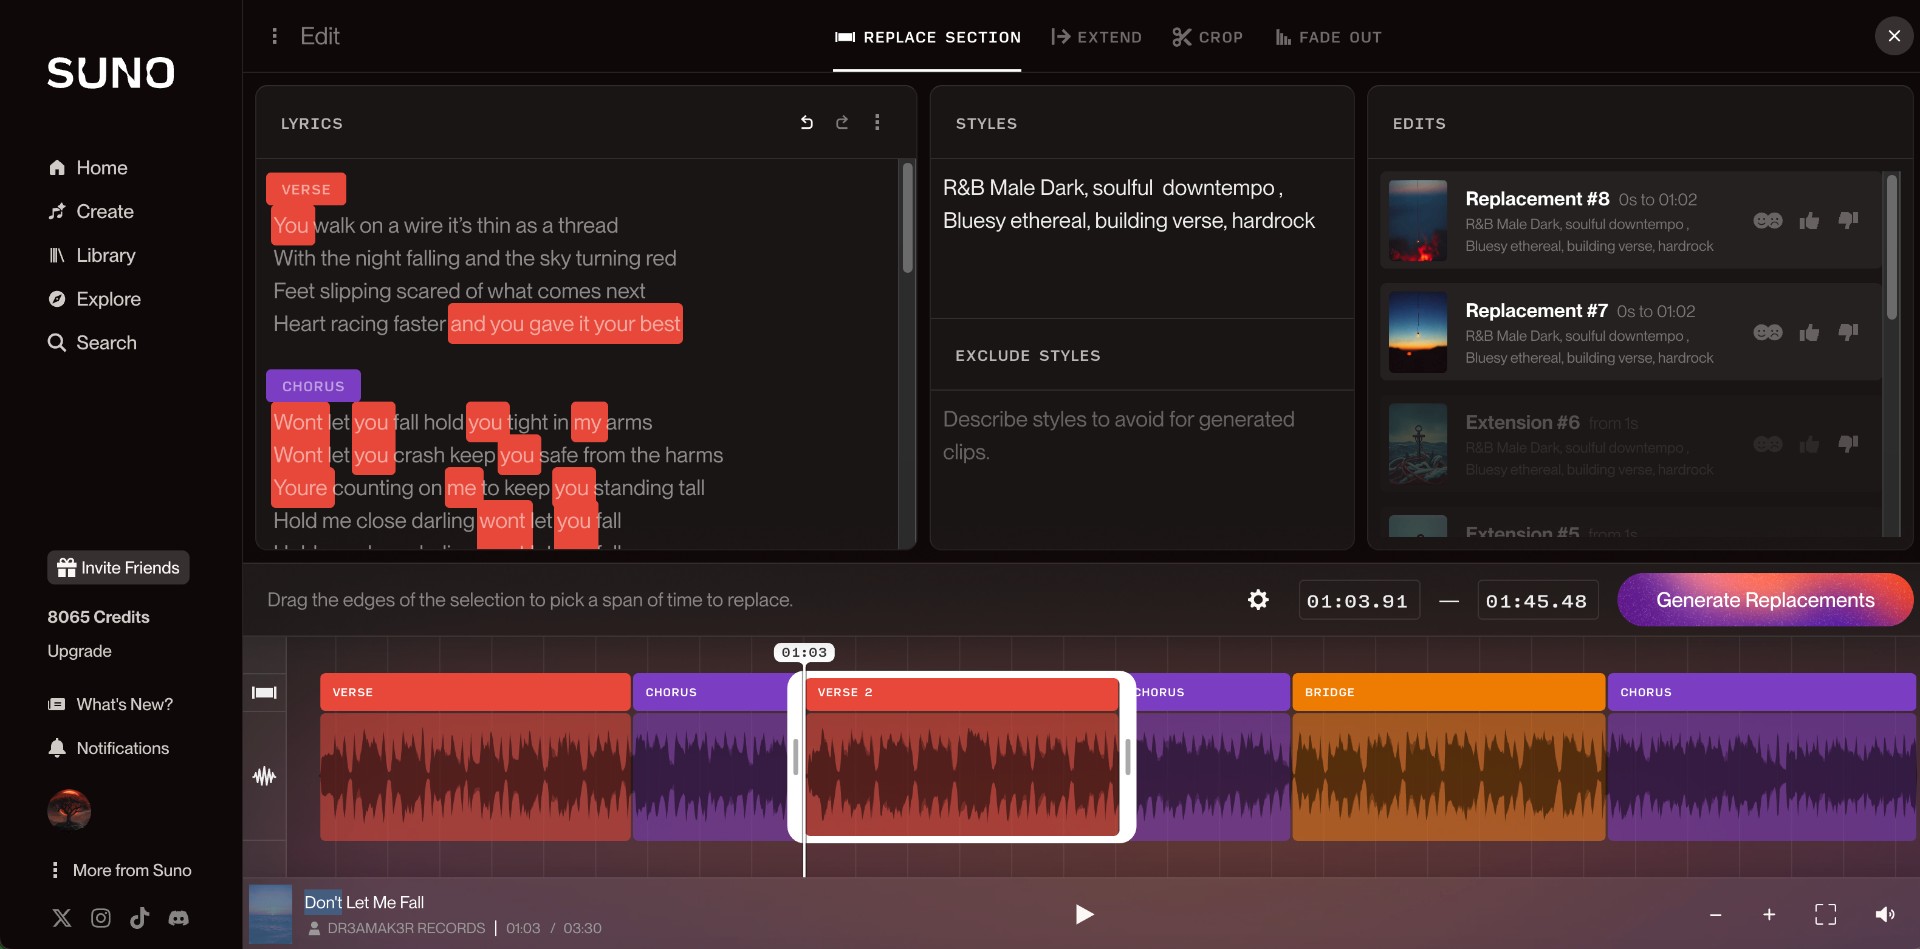 SUNO
Home
Create
Library
Explore
Search
Invite Friends
8065 Credits
Upgrade
What's New?
Notifications
More from Suno
Edit
REPLACE SECTION
EXTEND
CROP
FADE OUT
LYRICS
VERSE
You walk on a wire it's thin as a thread
With the night falling and the sky turning red
Feet slipping scared of what comes next
Heart racing faster and you gave it your best
CHORUS
Wont let you fall hold you tight in my arms
Wont let you crash keep you safe from the harms
Youre counting on me to keep you standing tall
Hold me close darling wont let you fall
STYLES
R&B Male Dark, soulful  downtempo ,
Bluesy ethereal, building verse, hardrock
EXCLUDE STYLES
Describe styles to avoid for generated
clips.
EDITS
Replacement #8 0s to 01:02
R&B Male Dark, soulful downtempo ,
Bluesy ethereal, building verse, hardrock
Replacement #7 0s to 01:02
R&B Male Dark, soulful downtempo ,
Bluesy ethereal, building verse, hardrock
Extension #6 from 1s
R&B Male Dark, soulful downtempo ,
Bluesy ethereal, building verse, hardrock
Extension #5 from 1s
Drag the edges of the selection to pick a span of time to replace.
01:03.91 — 01:45.48
Generate Replacements
01:03
VERSE
CHORUS
VERSE 2
CHORUS
BRIDGE
CHORUS
Don't Let Me Fall
DR3AMAK3R RECORDS | 01:03 / 03:30